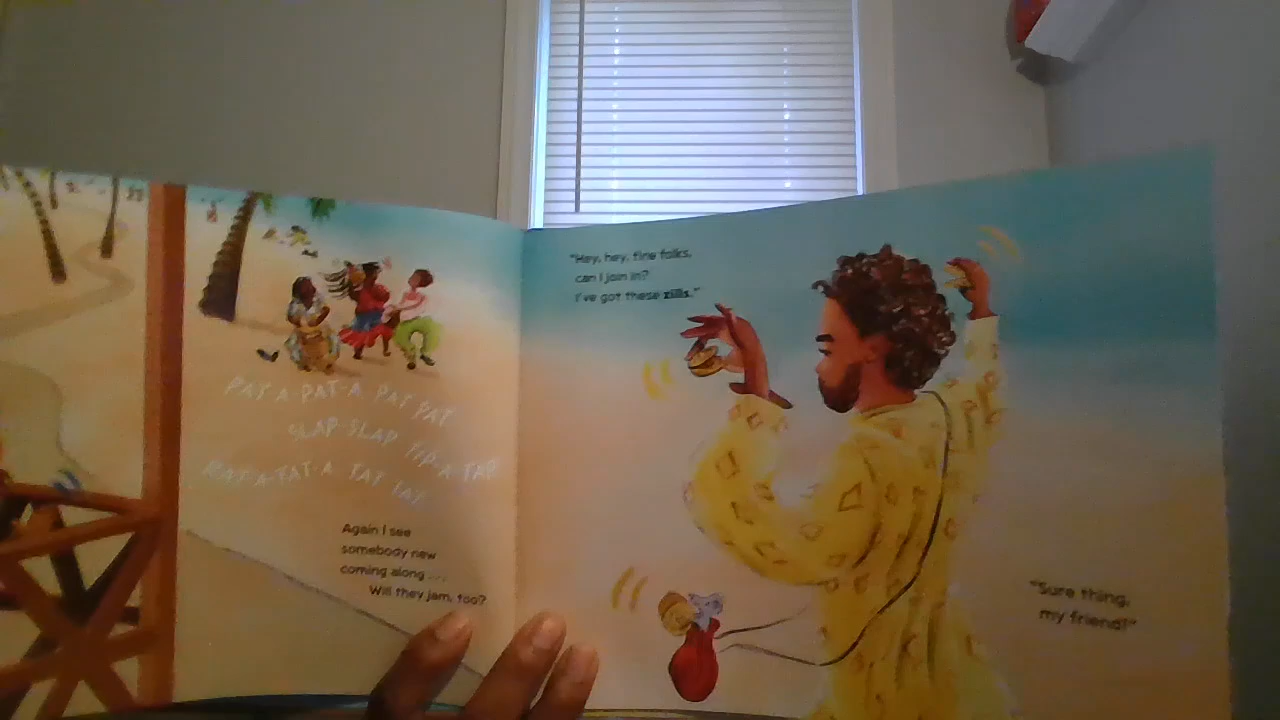 PAT A PAT-A PAT PAT
SLAP-SLAP TIP-A-TAP
RAT-A-TAT-A TAT TAT
Again I see
somebody new
coming along . . .
Will they jam, too?
"Hey, hey, fine folks,
can I join in?
I've got these zills."
"Sure thing,
my friend!"